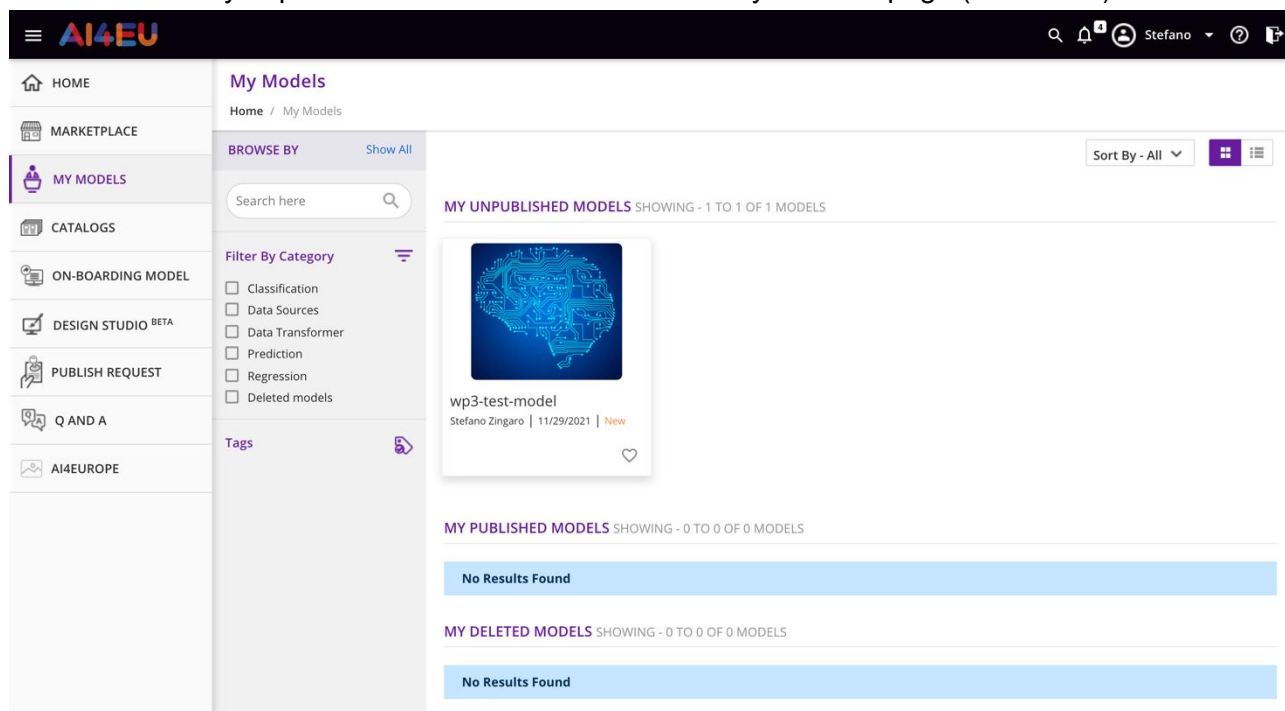 AI4EU
4
Stefano
?
HOME
MARKETPLACE
MY MODELS
CATALOGS
ON-BOARDING MODEL
DESIGN STUDIO BETA
PUBLISH REQUEST
Q AND A
AI4EUROPE
My Models
Home / My Models
BROWSE BY Show All
Search here
Filter By Category
Classification
Data Sources
Data Transformer
Prediction
Regression
Deleted models
Tags
Sort By - All
MY UNPUBLISHED MODELS SHOWING - 1 TO 1 OF 1 MODELS
wp3-test-model
Stefano Zingaro | 11/29/2021 | New
MY PUBLISHED MODELS SHOWING - 0 TO 0 OF 0 MODELS
No Results Found
MY DELETED MODELS SHOWING - 0 TO 0 OF 0 MODELS
No Results Found